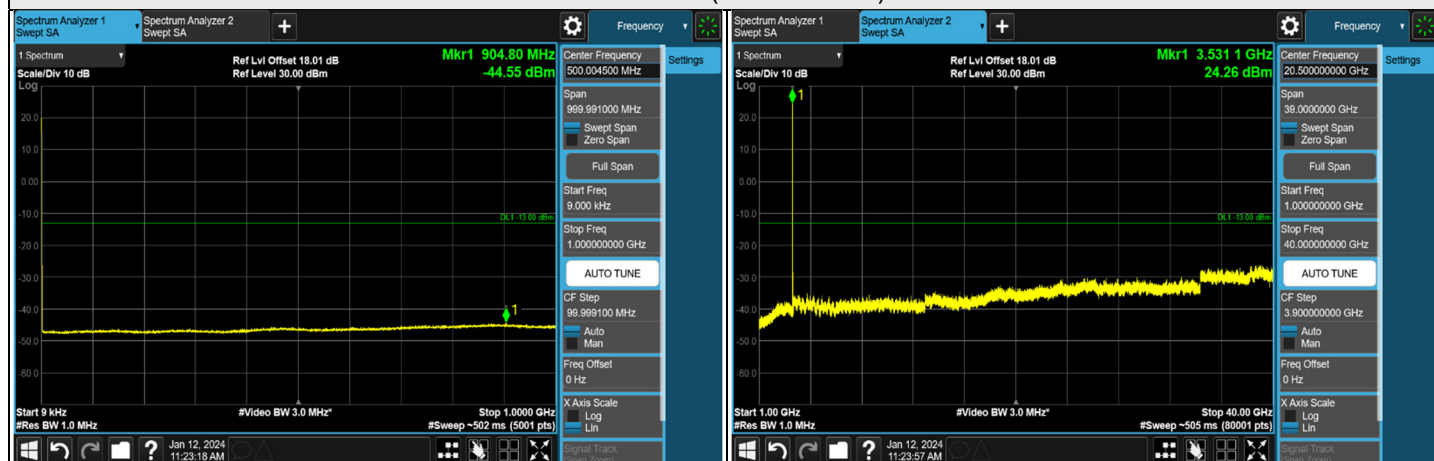 Spectrum Analyzer 1
Swept SA
Spectrum Analyzer 2
Swept SA
+
Frequency
1 Spectrum
Scale/Div 10 dB
Log
Ref Lvl Offset 18.01 dB
Ref Level 30.00 dBm
Mkr1 904.80 MHz
-44.55 dBm
1
20.0
10.0
0.00
-10.0
-20.0
-30.0
-40.0
-50.0
-60.0
DL1 -13.00 dBm
Start 9 kHz
#Res BW 1.0 MHz
#Video BW 3.0 MHz*
Stop 1.0000 GHz
#Sweep ~502 ms (5001 pts)
Center Frequency
500.004500 MHz
Settings
Span
999.991000 MHz
Swept Span
Zero Span
Full Span
Start Freq
9.000 kHz
Stop Freq
1.000000000 GHz
AUTO TUNE
CF Step
99.999100 MHz
Auto
Man
Freq Offset
0 Hz
X Axis Scale
Log
Lin
Signal Track
?
Jan 12, 2024
11:23:18 AM
Spectrum Analyzer 1
Swept SA
Spectrum Analyzer 2
Swept SA
+
Frequency
1 Spectrum
Scale/Div 10 dB
Log
Ref Lvl Offset 18.01 dB
Ref Level 30.00 dBm
Mkr1 3.531 1 GHz
24.26 dBm
1
20.0
10.0
0.00
-10.0
-20.0
-30.0
-40.0
-50.0
-60.0
DL1 -13.00 dBm
Start 1.00 GHz
#Res BW 1.0 MHz
#Video BW 3.0 MHz*
Stop 40.00 GHz
#Sweep ~505 ms (80001 pts)
Center Frequency
20.500000000 GHz
Settings
Span
39.0000000 GHz
Swept Span
Zero Span
Full Span
Start Freq
1.000000000 GHz
Stop Freq
40.000000000 GHz
AUTO TUNE
CF Step
3.900000000 GHz
Auto
Man
Freq Offset
0 Hz
X Axis Scale
Log
Lin
Signal Track
?
Jan 12, 2024
11:23:57 AM